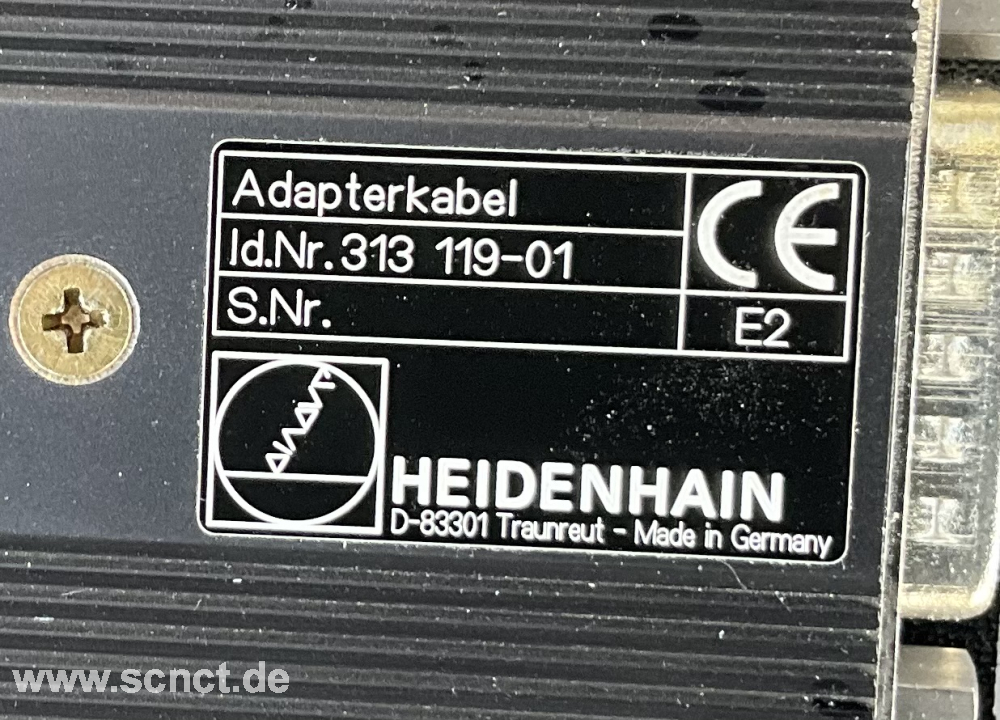 Adapterkabel
Id.Nr. 313 119-01
S.Nr.
CE
E2
HEIDENHAIN
D-83301 Traunreut - Made in Germany
www.scnct.de